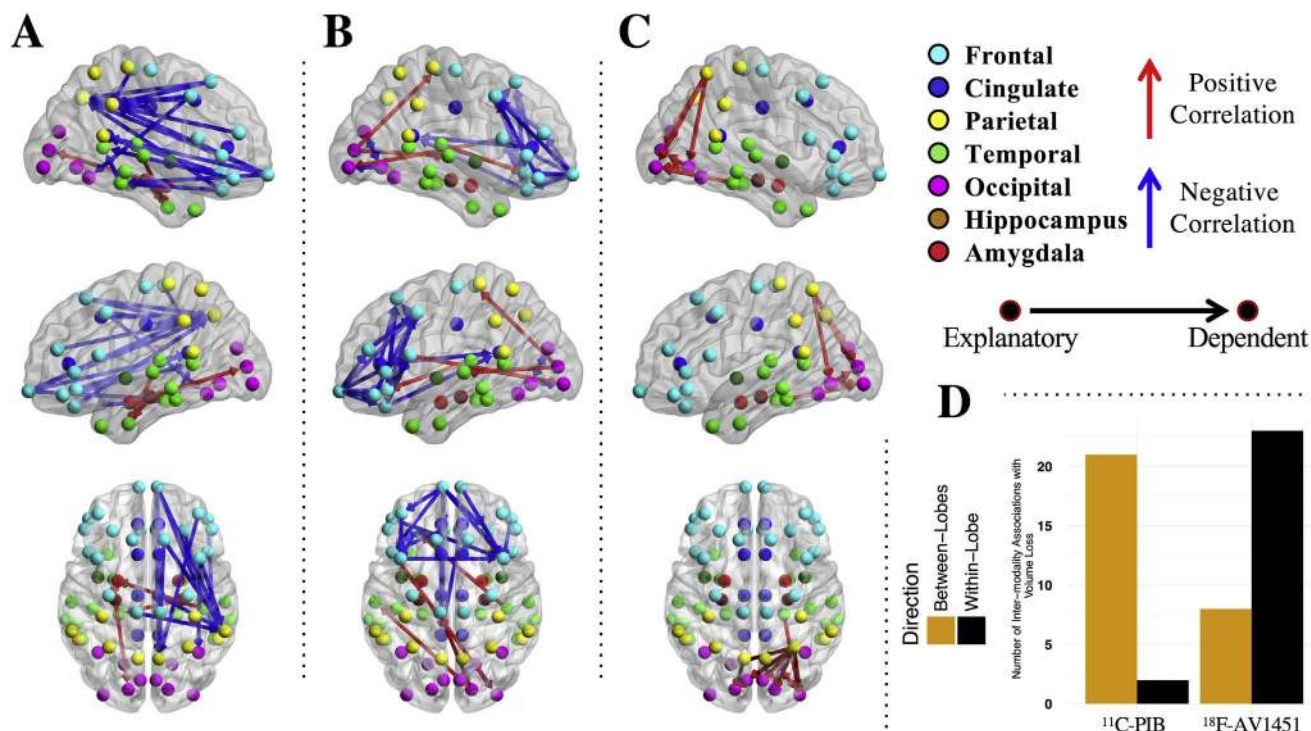 A
B
C
Frontal
Cingulate
Parietal
Temporal
Occipital
Hippocampus
Amygdala
Positive
Correlation
Negative
Correlation
Explanatory
Dependent
D
Direction
Between−Lobes
Within−Lobe
Number of Inter−modality Associations with
Volume Loss
20
15
10
5
0
¹¹C-PIB
¹⁸F-AV1451